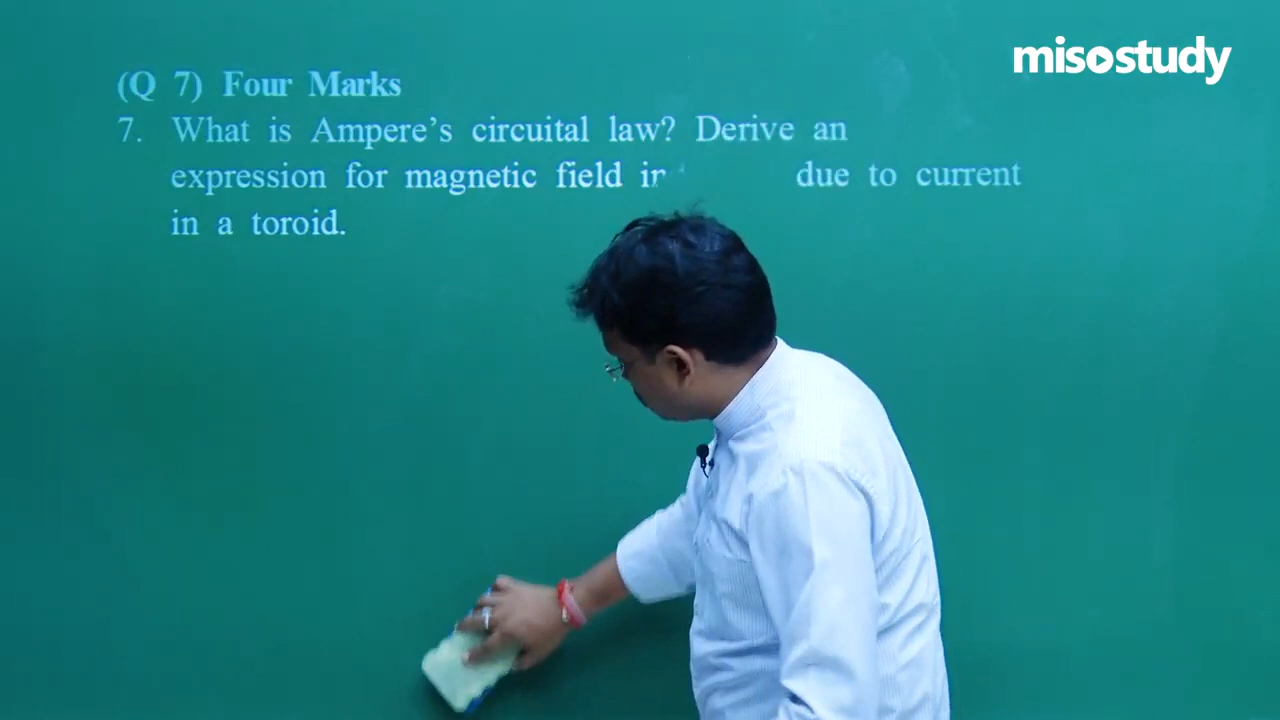 misostudy
(Q 7) Four Marks
7. What is Ampere's circuital law? Derive an
expression for magnetic field due to current
in a toroid.